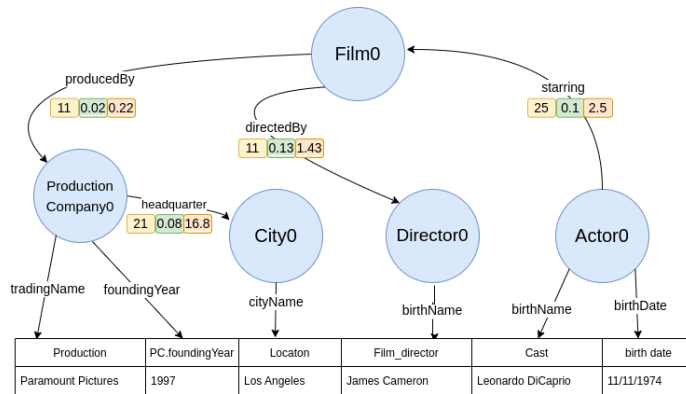 Film0
producedBy
starring
11 0.02 0.22
25 0.1 2.5
directedBy
11 0.13 1.43
Production
Company0
headquarter
21 0.08 16.8
City0
Director0
Actor0
tradingName
foundingYear
cityName
birthName
birthName
birthDate
Production PC.foundingYear Locaton Film_director Cast birth date
Paramount Pictures 1997 Los Angeles James Cameron Leonardo DiCaprio 11/11/1974